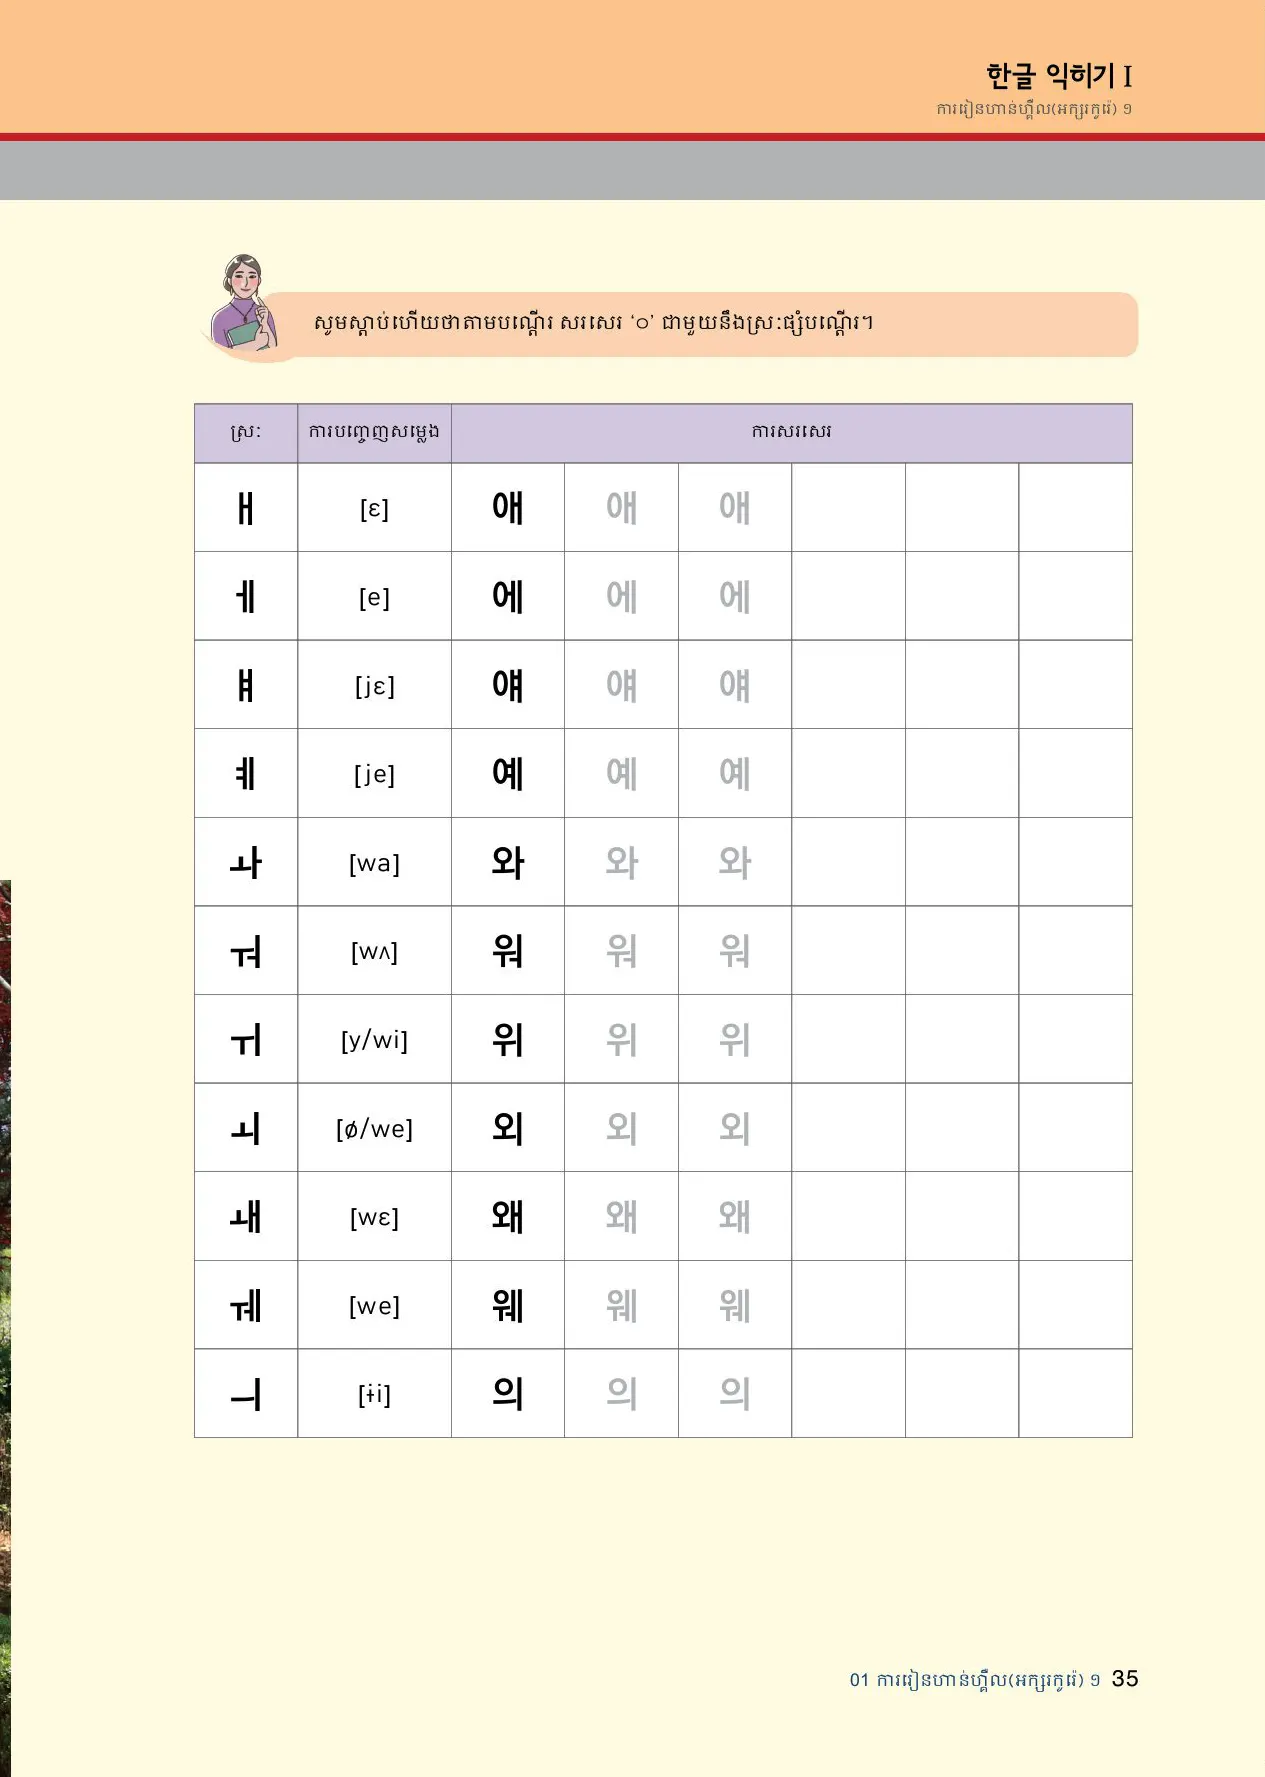 한글 익히기 I
ការរៀនហាន់ហ្គឺល(អក្សរកូរ៉េ) ១
សូមស្តាប់ហើយថាតាមបណ្តើរ សរសេរ ‘ㅇ’ ជាមួយនឹងស្រៈផ្សំបណ្តើរ។
ស្រៈ ការបញ្ចេញសម្លេង ការសរសេរ
ㅐ [ɛ] 애 애 애
ㅔ [e] 에 에 에
ㅒ [jɛ] 얘 얘 얘
ㅖ [je] 예 예 예
ㅘ [wa] 와 와 와
ㅝ [wʌ] 워 워 워
ㅟ [y/wi] 위 위 위
ㅚ [ø/we] 외 외 외
ㅙ [wɛ] 왜 왜 왜
ㅞ [we] 웨 웨 웨
ㅢ [ɨi] 의 의 의
01 ការរៀនហាន់ហ្គឺល(អក្សរកូរ៉េ) ១ 35